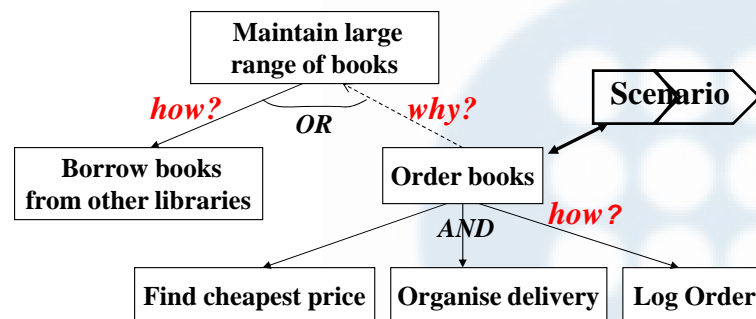 Maintain large
range of books
how?
OR
why?
Scenario
Borrow books
from other libraries
Order books
AND
how?
Find cheapest price
Organise delivery
Log Order